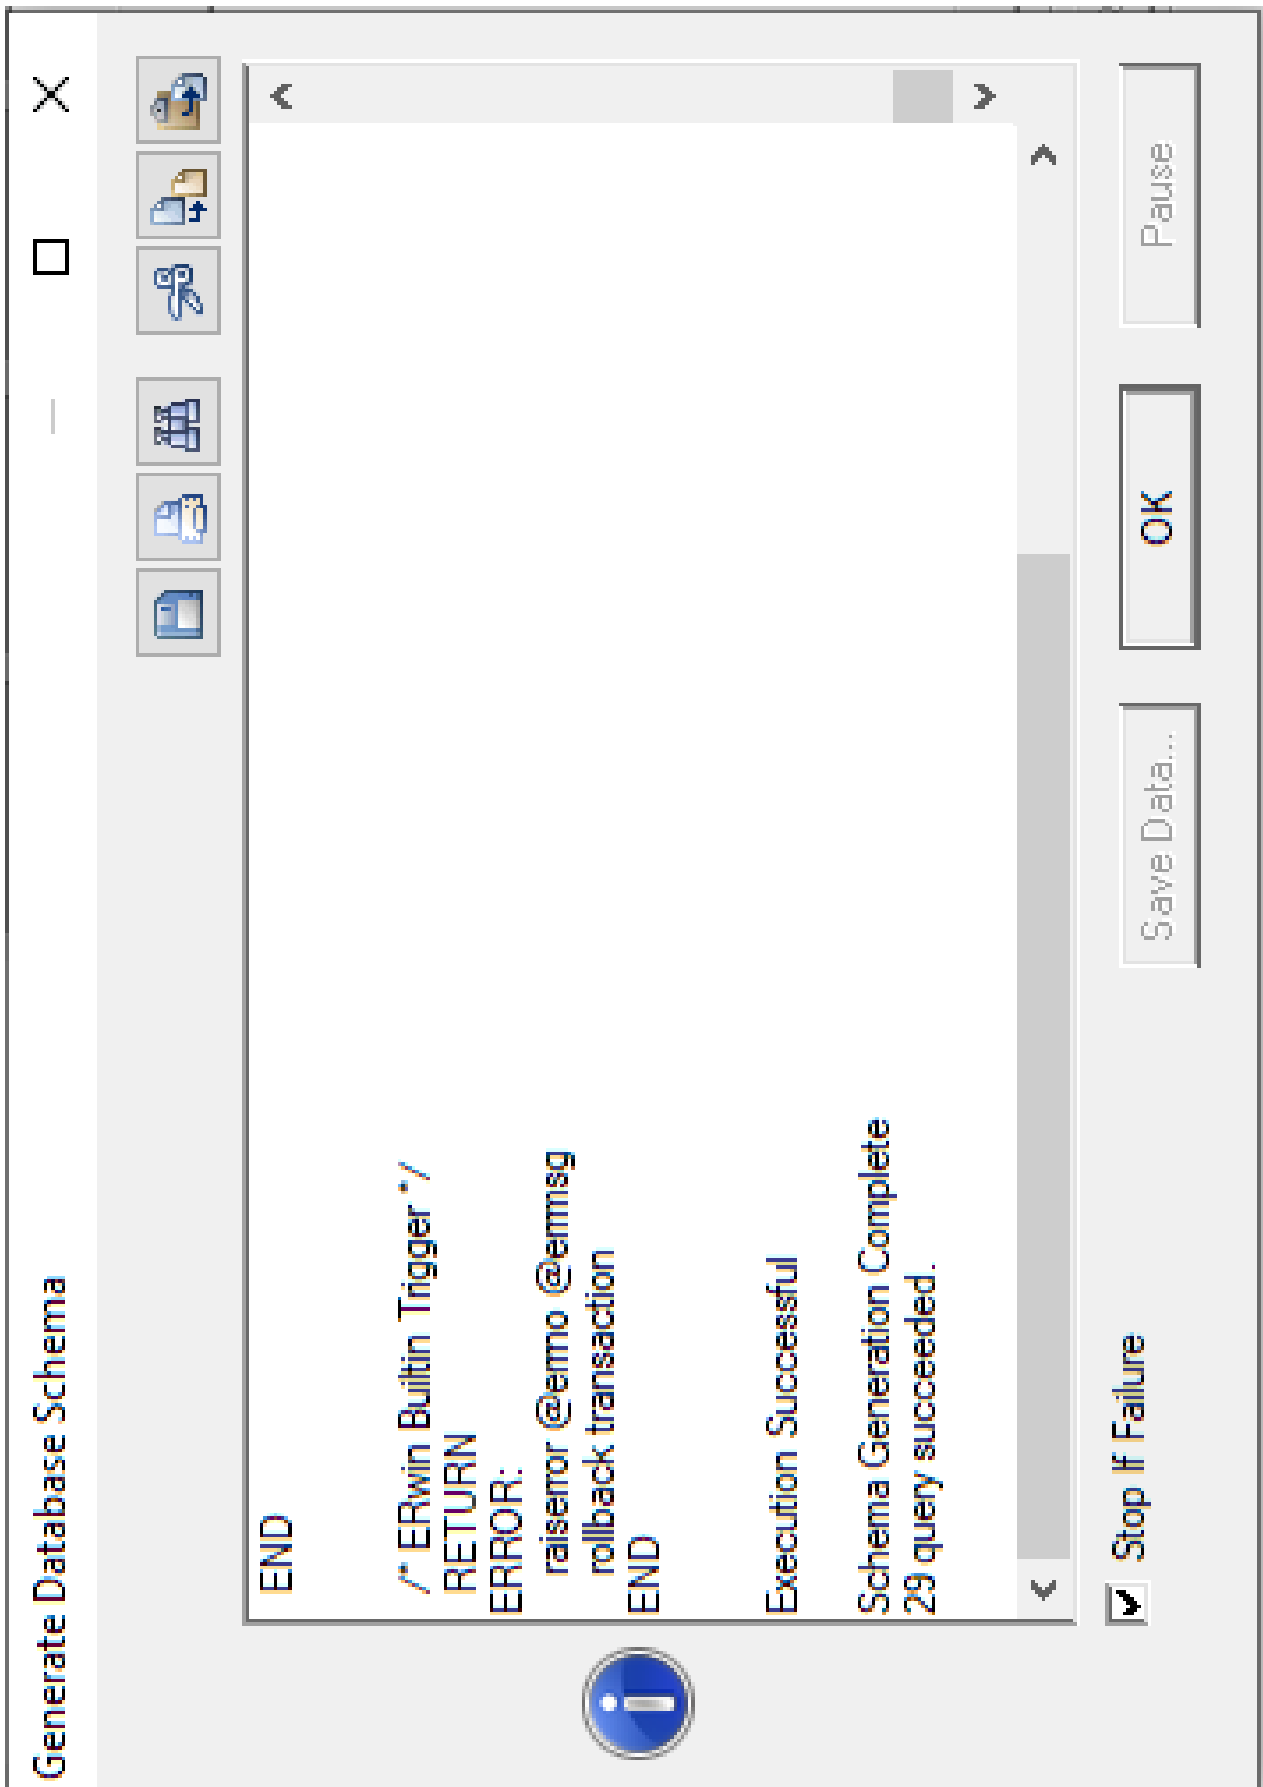 Generate Database Schema
END
/* ERwin Builtin Trigger */
RETURN
ERROR:
raiserror @errno @errmsg
rollback transaction
END
Execution Successful
Schema Generation Complete
29 query succeeded.
Stop If Failure
Save Data...
OK
Pause